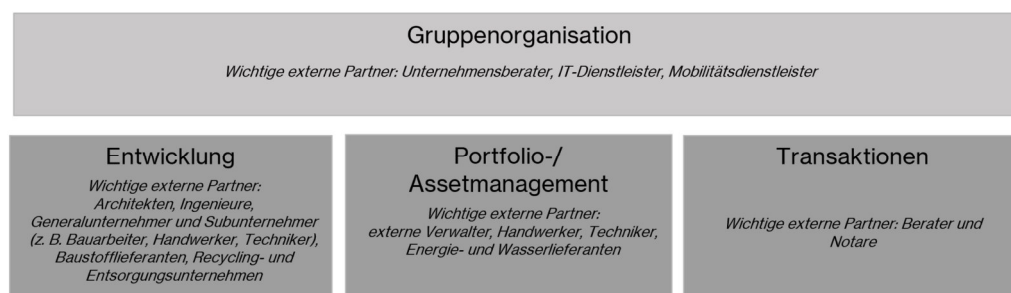 Gruppenorganisation
Wichtige externe Partner: Unternehmensberater, IT-Dienstleister, Mobilitätsdienstleister
Entwicklung
Wichtige externe Partner:
Architekten, Ingenieure,
Generalunternehmer und Subunternehmer
(z. B. Bauarbeiter, Handwerker, Techniker),
Baustofflieferanten, Recycling- und
Entsorgungsunternehmen
Portfolio-/
Assetmanagement
Wichtige externe Partner:
externe Verwalter, Handwerker, Techniker,
Energie- und Wasserlieferanten
Transaktionen
Wichtige externe Partner: Berater und
Notare